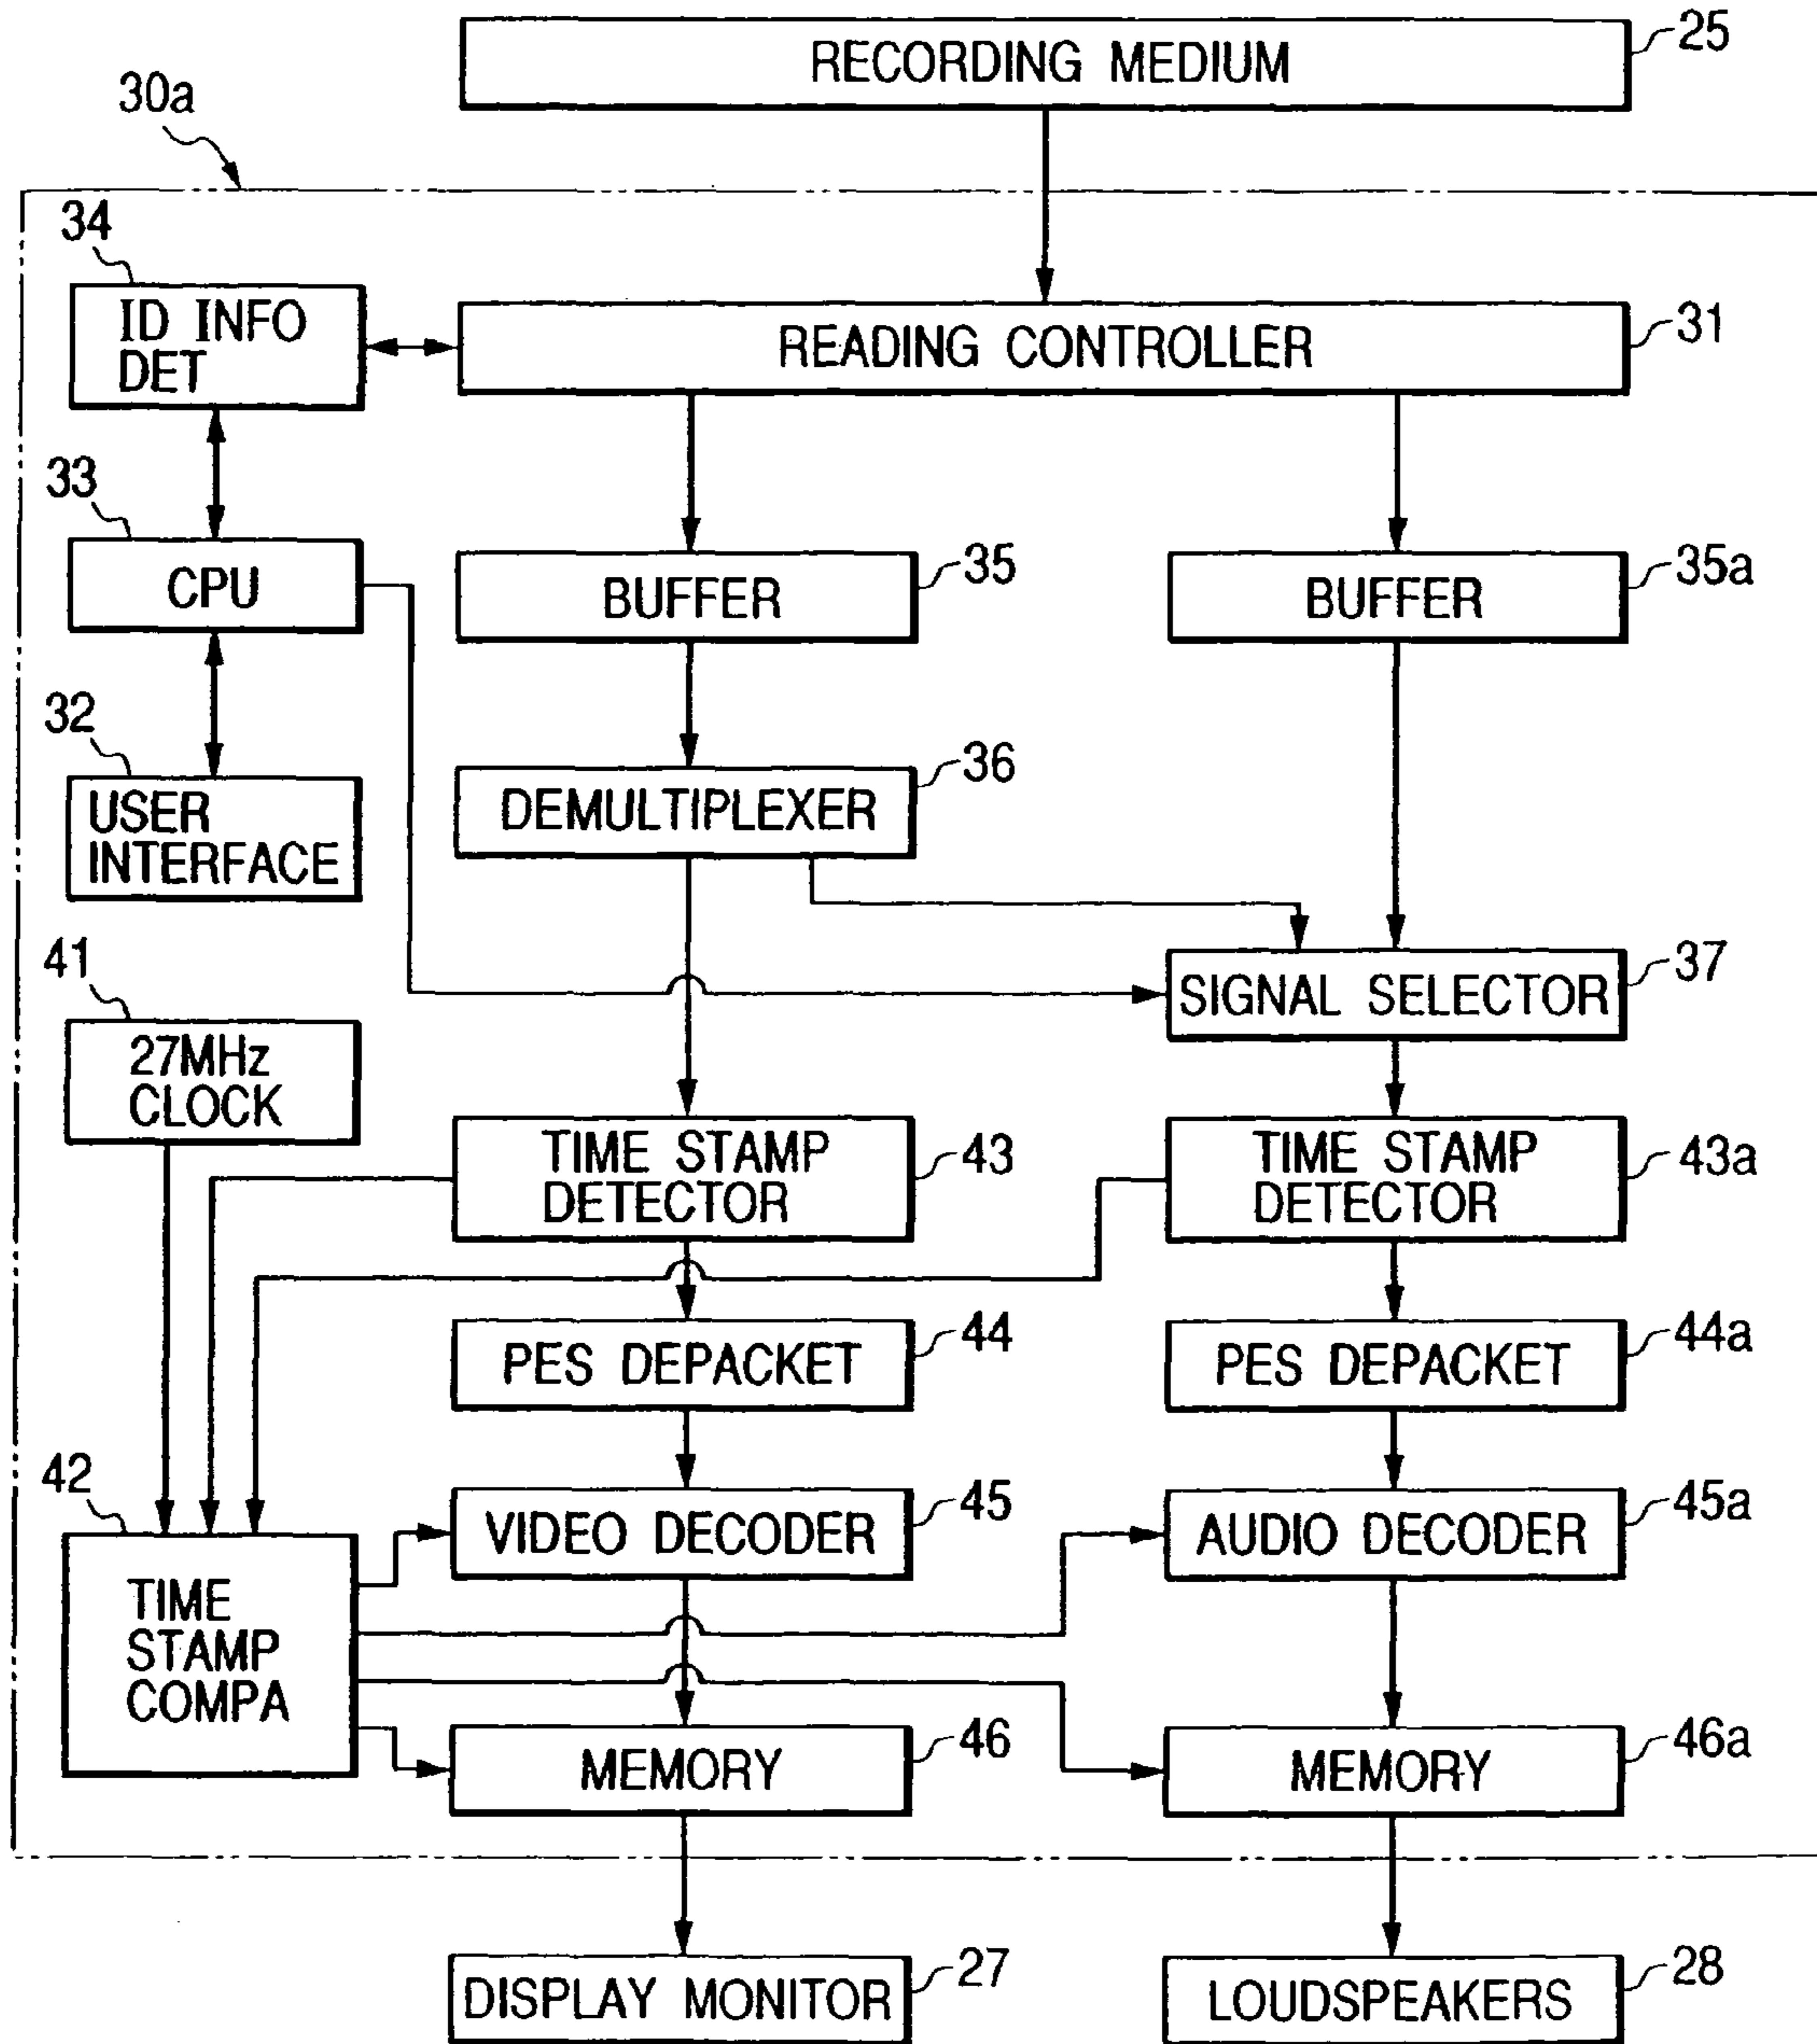 RECORDING MEDIUM
25
30a
34
ID INFO
DET
READING CONTROLLER
31
33
CPU
BUFFER
35
BUFFER
35a
32
USER
INTERFACE
DEMULTIPLEXER
36
41
27MHz
CLOCK
SIGNAL SELECTOR
37
TIME STAMP
DETECTOR
43
TIME STAMP
DETECTOR
43a
PES DEPACKET
44
PES DEPACKET
44a
42
TIME
STAMP
COMPA
VIDEO DECODER
45
AUDIO DECODER
45a
MEMORY
46
MEMORY
46a
DISPLAY MONITOR
27
LOUDSPEAKERS
28